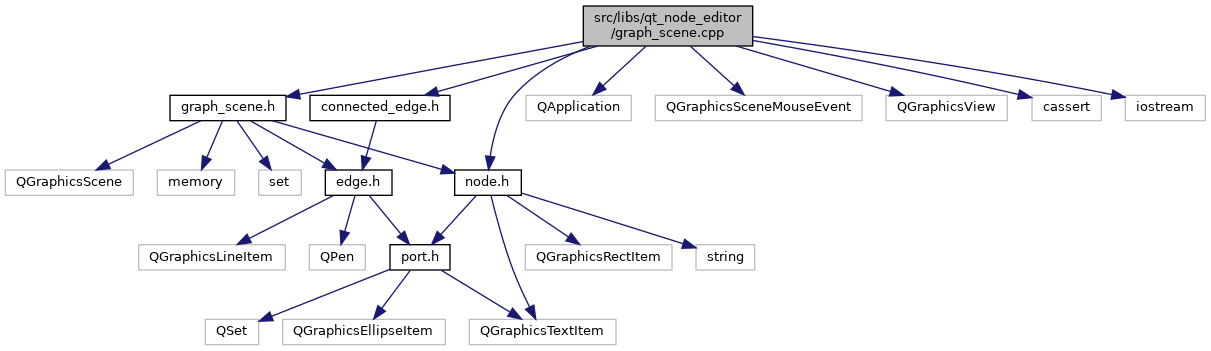 src/libs/qt_node_editor
/graph_scene.cpp
graph_scene.h
connected_edge.h
QApplication
QGraphicsSceneMouseEvent
QGraphicsView
cassert
iostream
QGraphicsScene
memory
set
edge.h
node.h
QGraphicsLineItem
QPen
port.h
QGraphicsRectItem
string
QSet
QGraphicsEllipseItem
QGraphicsTextItem